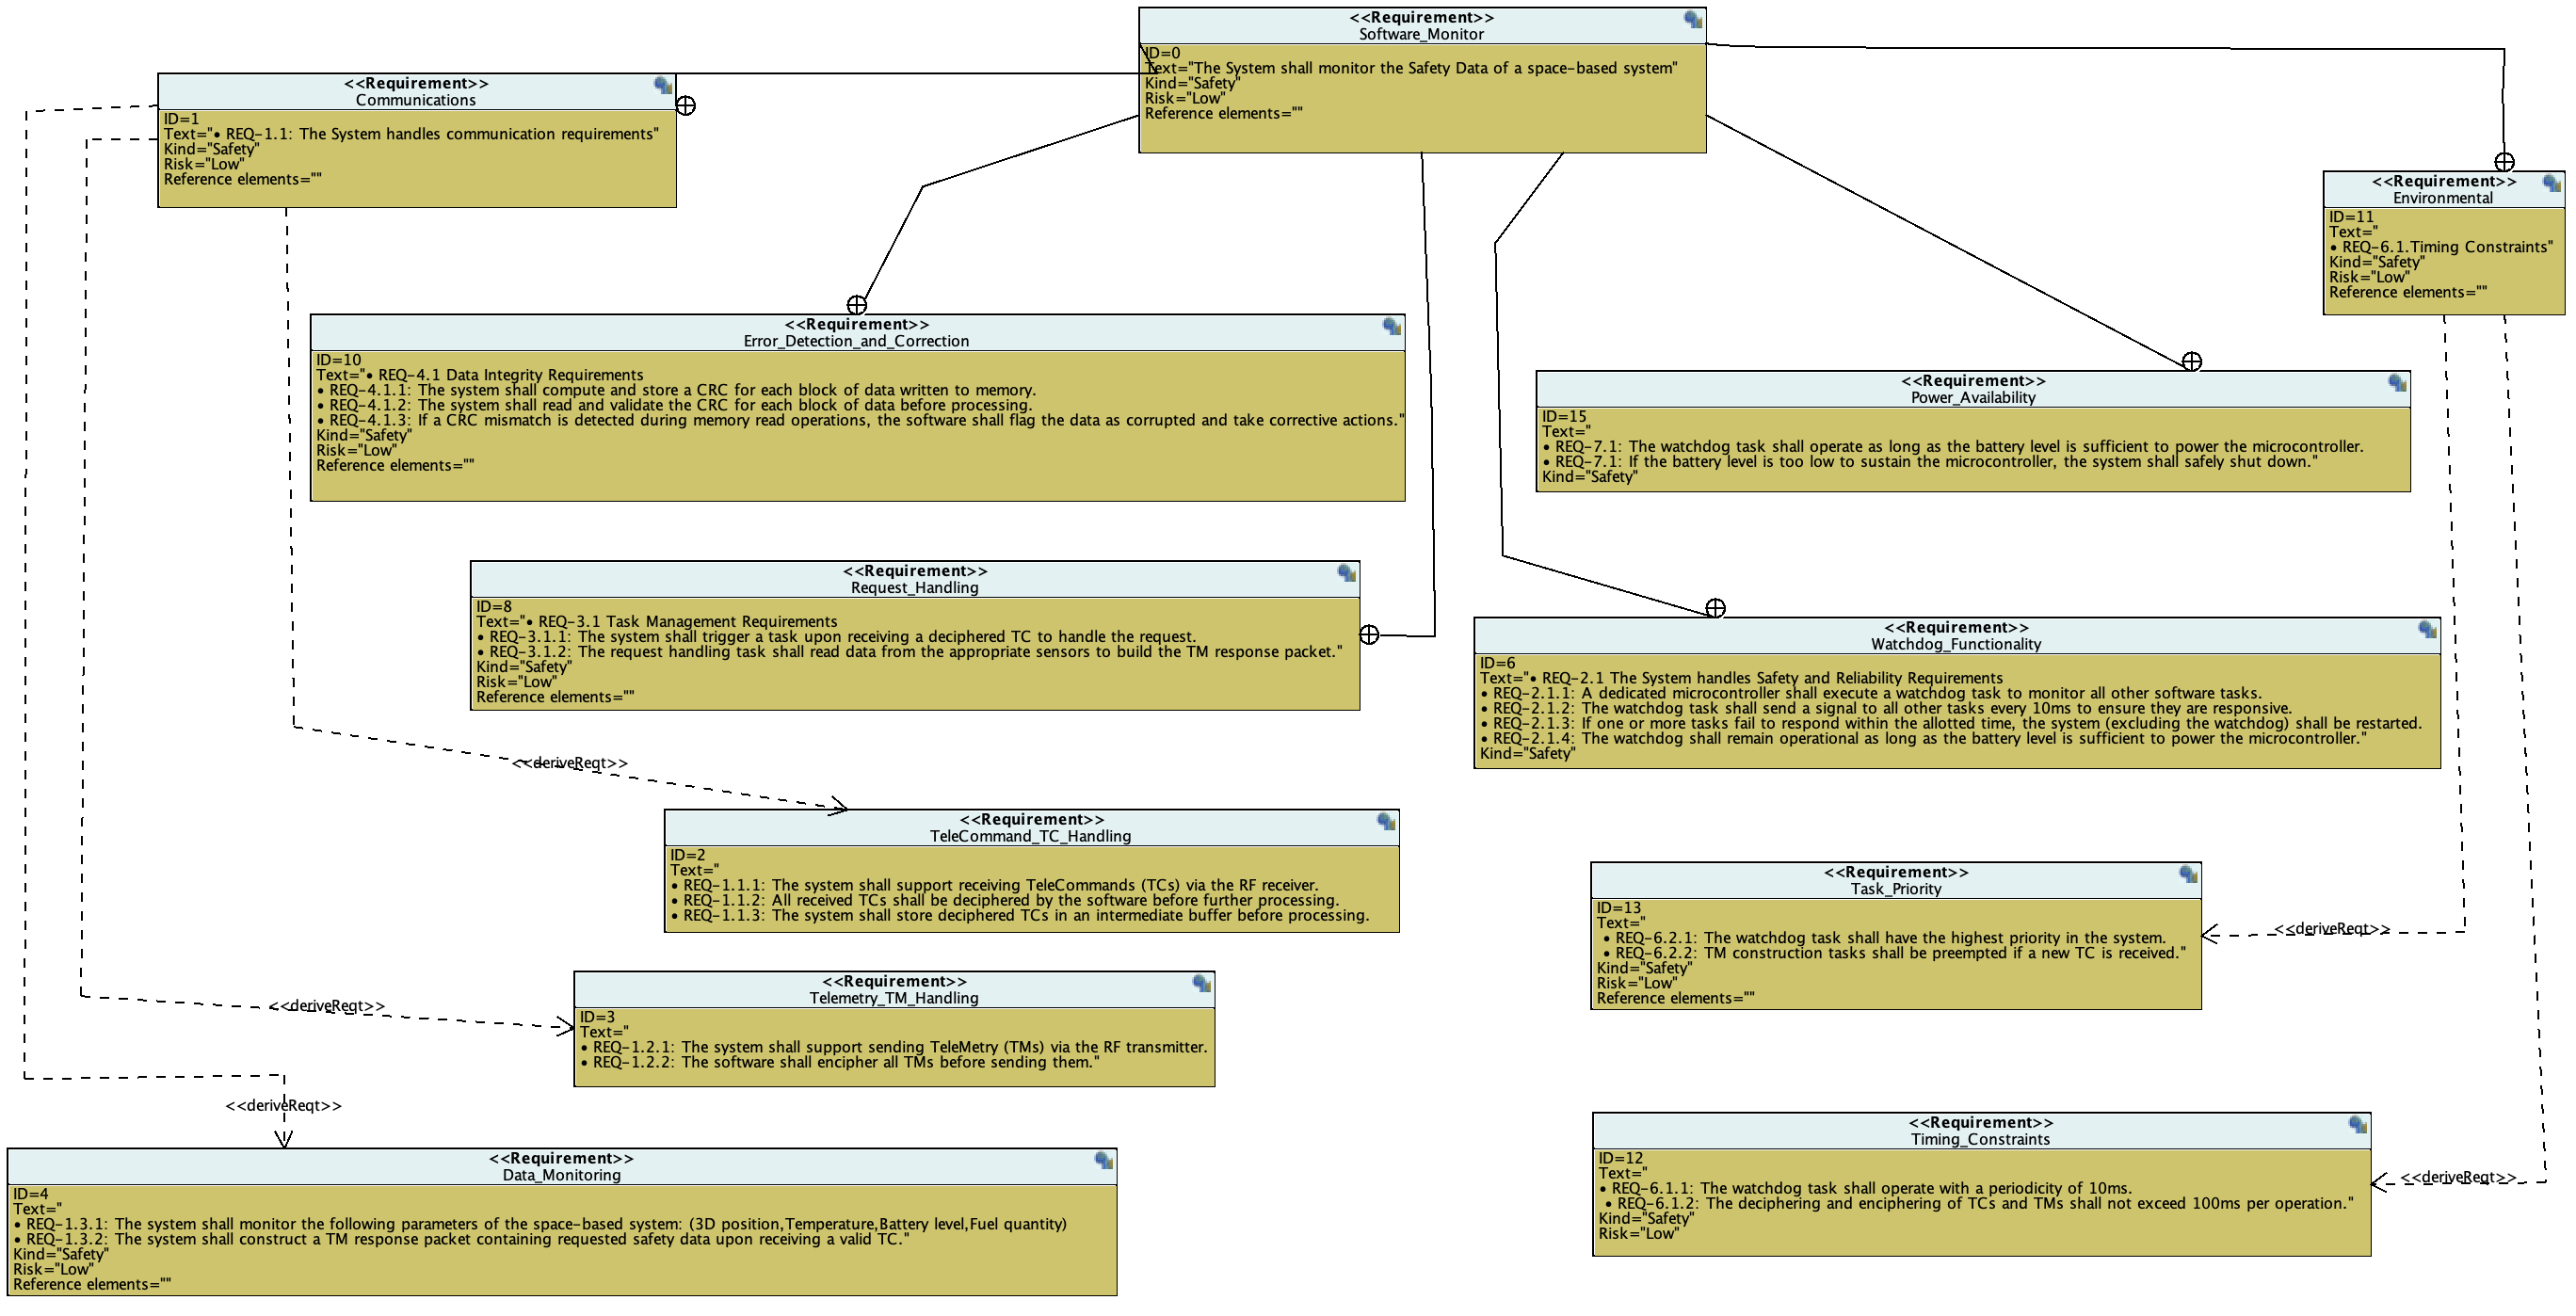 <<Requirement>>
Software_Monitor
ID=0
Text="The System shall monitor the Safety Data of a space-based system"
Kind="Safety"
Risk="Low"
Reference elements=""
<<Requirement>>
Communications
ID=1
Text="• REQ-1.1: The System handles communication requirements"
Kind="Safety"
Risk="Low"
Reference elements=""
<<Requirement>>
Environmental
ID=11
Text="
• REQ-6.1.Timing Constraints"
Kind="Safety"
Risk="Low"
Reference elements=""
<<Requirement>>
Error_Detection_and_Correction
ID=10
Text="• REQ-4.1 Data Integrity Requirements
• REQ-4.1.1: The system shall compute and store a CRC for each block of data written to memory.
• REQ-4.1.2: The system shall read and validate the CRC for each block of data before processing.
• REQ-4.1.3: If a CRC mismatch is detected during memory read operations, the software shall flag the data as corrupted and take corrective actions."
Kind="Safety"
Risk="Low"
Reference elements=""
<<Requirement>>
Power_Availability
ID=15
Text="
• REQ-7.1: The watchdog task shall operate as long as the battery level is sufficient to power the microcontroller.
• REQ-7.1: If the battery level is too low to sustain the microcontroller, the system shall safely shut down."
Kind="Safety"
<<Requirement>>
Request_Handling
ID=8
Text="• REQ-3.1 Task Management Requirements
• REQ-3.1.1: The system shall trigger a task upon receiving a deciphered TC to handle the request.
• REQ-3.1.2: The request handling task shall read data from the appropriate sensors to build the TM response packet."
Kind="Safety"
Risk="Low"
Reference elements=""
<<Requirement>>
Watchdog_Functionality
ID=6
Text="• REQ-2.1 The System handles Safety and Reliability Requirements
• REQ-2.1.1: A dedicated microcontroller shall execute a watchdog task to monitor all other software tasks.
• REQ-2.1.2: The watchdog task shall send a signal to all other tasks every 10ms to ensure they are responsive.
• REQ-2.1.3: If one or more tasks fail to respond within the allotted time, the system (excluding the watchdog) shall be restarted.
• REQ-2.1.4: The watchdog shall remain operational as long as the battery level is sufficient to power the microcontroller."
Kind="Safety"
<<deriveReqt>>
<<Requirement>>
TeleCommand_TC_Handling
ID=2
Text="
• REQ-1.1.1: The system shall support receiving TeleCommands (TCs) via the RF receiver.
• REQ-1.1.2: All received TCs shall be deciphered by the software before further processing.
• REQ-1.1.3: The system shall store deciphered TCs in an intermediate buffer before processing.
<<Requirement>>
Task_Priority
ID=13
Text="
• REQ-6.2.1: The watchdog task shall have the highest priority in the system.
• REQ-6.2.2: TM construction tasks shall be preempted if a new TC is received."
Kind="Safety"
Risk="Low"
Reference elements=""
<<deriveReqt>>
<<deriveReqt>>
<<Requirement>>
Telemetry_TM_Handling
ID=3
Text="
• REQ-1.2.1: The system shall support sending TeleMetry (TMs) via the RF transmitter.
• REQ-1.2.2: The software shall encipher all TMs before sending them."
<<deriveReqt>>
<<Requirement>>
Data_Monitoring
ID=4
Text="
• REQ-1.3.1: The system shall monitor the following parameters of the space-based system: (3D position,Temperature,Battery level,Fuel quantity)
• REQ-1.3.2: The system shall construct a TM response packet containing requested safety data upon receiving a valid TC."
Kind="Safety"
Risk="Low"
Reference elements=""
<<Requirement>>
Timing_Constraints
ID=12
Text="
• REQ-6.1.1: The watchdog task shall operate with a periodicity of 10ms.
• REQ-6.1.2: The deciphering and enciphering of TCs and TMs shall not exceed 100ms per operation."
Kind="Safety"
Risk="Low"
<<deriveReqt>>